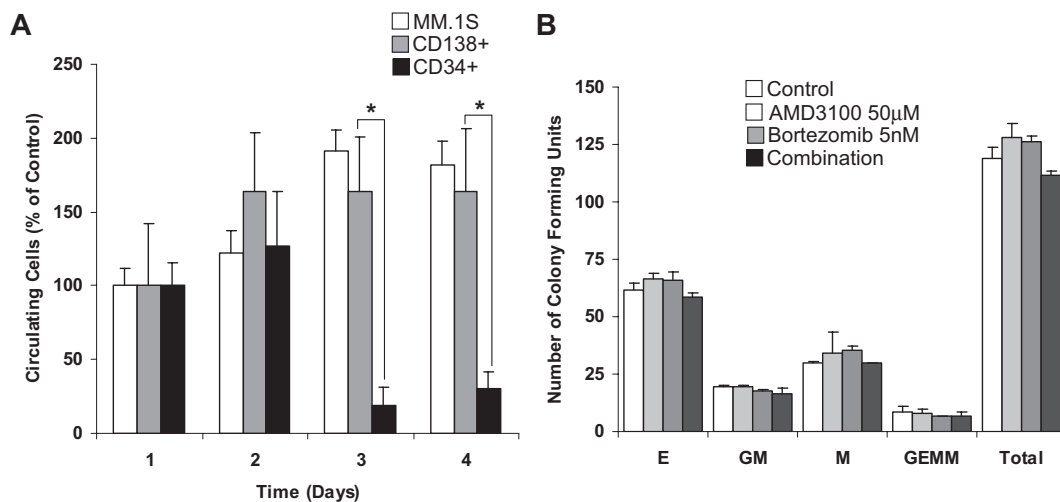 A
MM.1S
CD138+
CD34+
250
200
150
100
50
0
* *
1 2 3 4
Time (Days)
Circulating Cells (% of Control)
B
Control
AMD3100 50μM
Bortezomib 5nM
Combination
150
125
100
75
50
25
0
E GM M GEMM Total
Number of Colony Forming Units